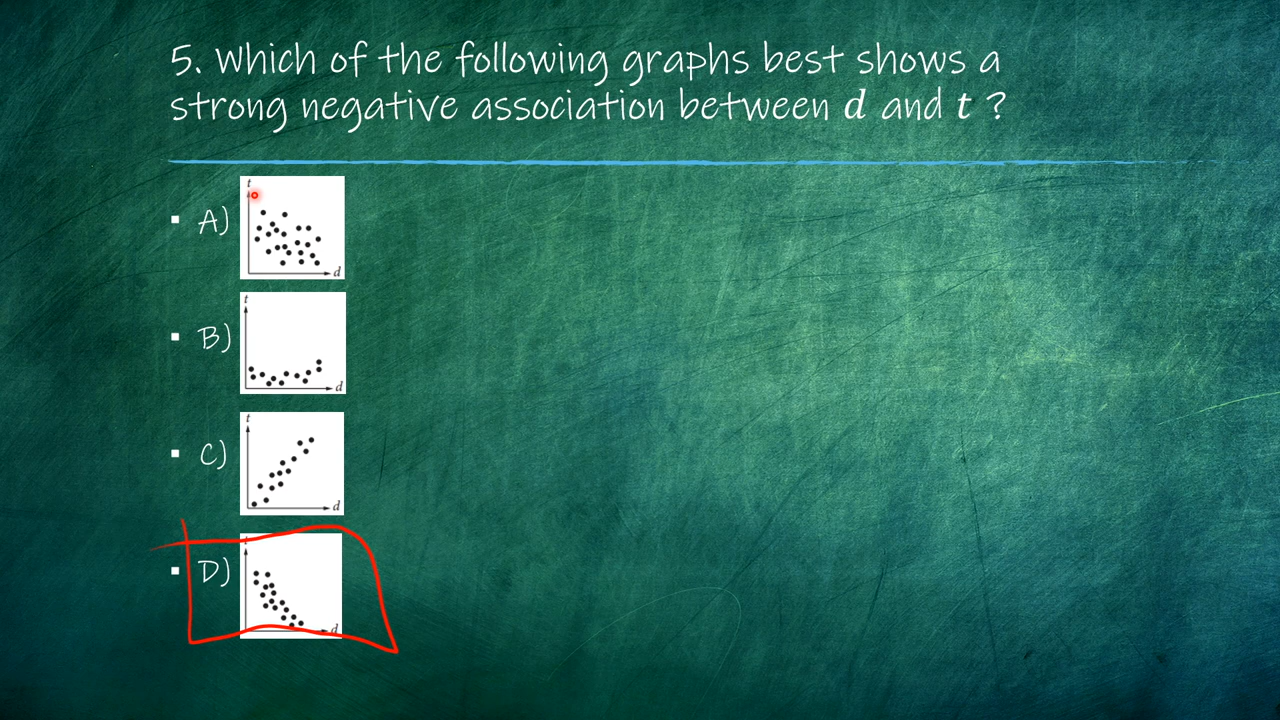 5. Which of the following graphs best shows a
strong negative association between d and t ?
▪ A)
t
d
▪ B)
t
d
▪ C)
t
d
▪ D)
t
d